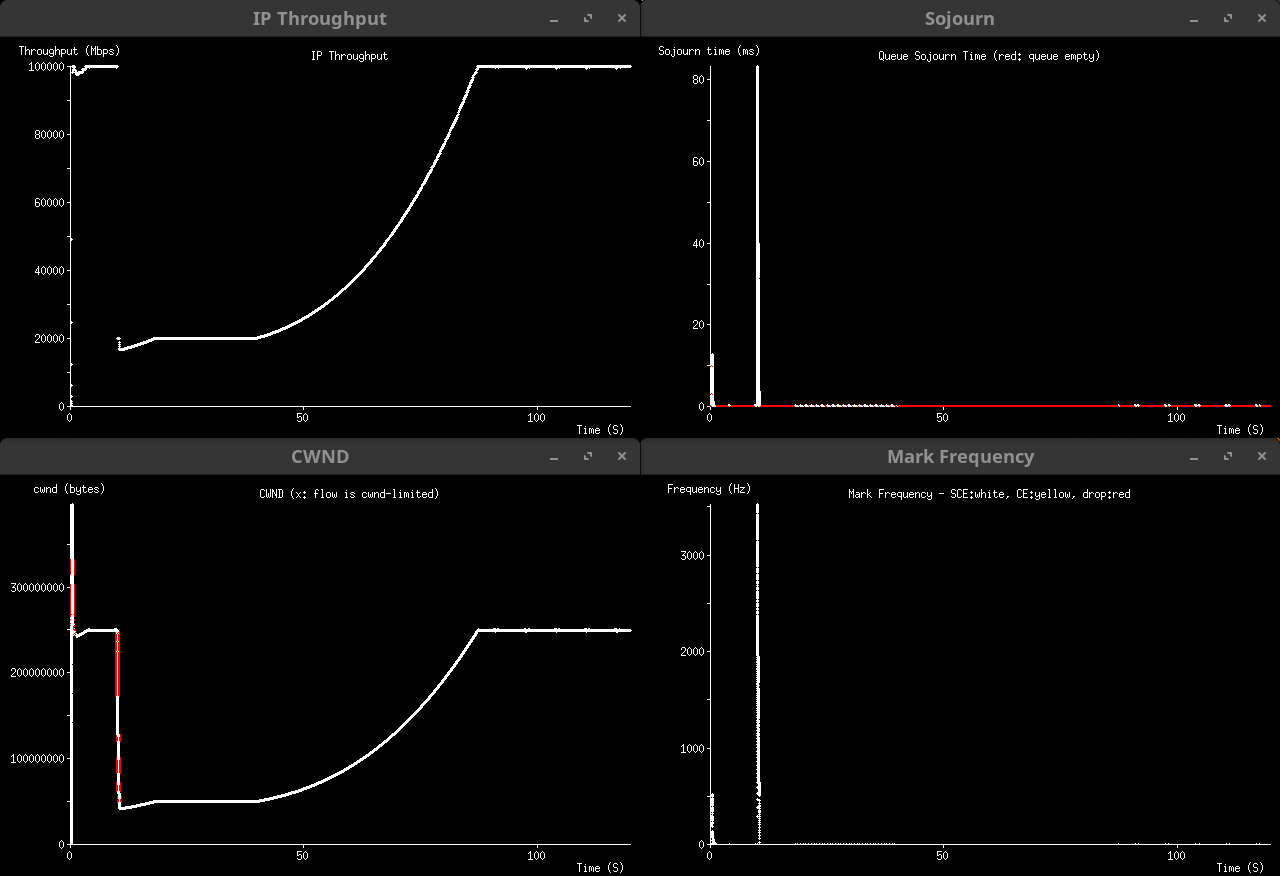 IP Throughput
Throughput (Mbps)
IP Throughput
100000
80000
60000
40000
20000
0
0
50
100
Time (S)
Sojourn
Sojourn time (ms)
Queue Sojourn Time (red: queue empty)
80
60
40
20
0
0
50
100
Time (S)
CWND
cwnd (bytes)
CWND (x: flow is cwnd-limited)
300000000
200000000
100000000
0
0
50
100
Time (S)
Mark Frequency
Frequency (Hz)
Mark Frequency - SCE:white, CE:yellow, drop:red
3000
2000
1000
0
0
50
100
Time (S)